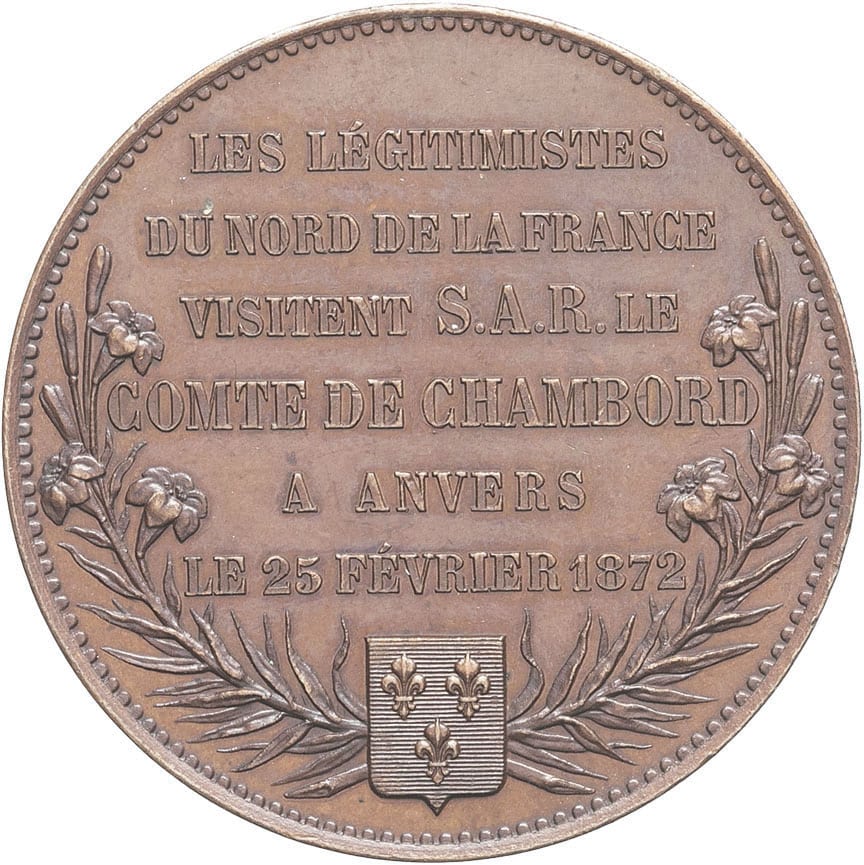 LES LÉGITIMISTES
DU NORD DE LA FRANCE
VISITENT S.A.R. LE
COMTE DE CHAMBORD
A ANVERS
LE 25 FÉVRIER 1872